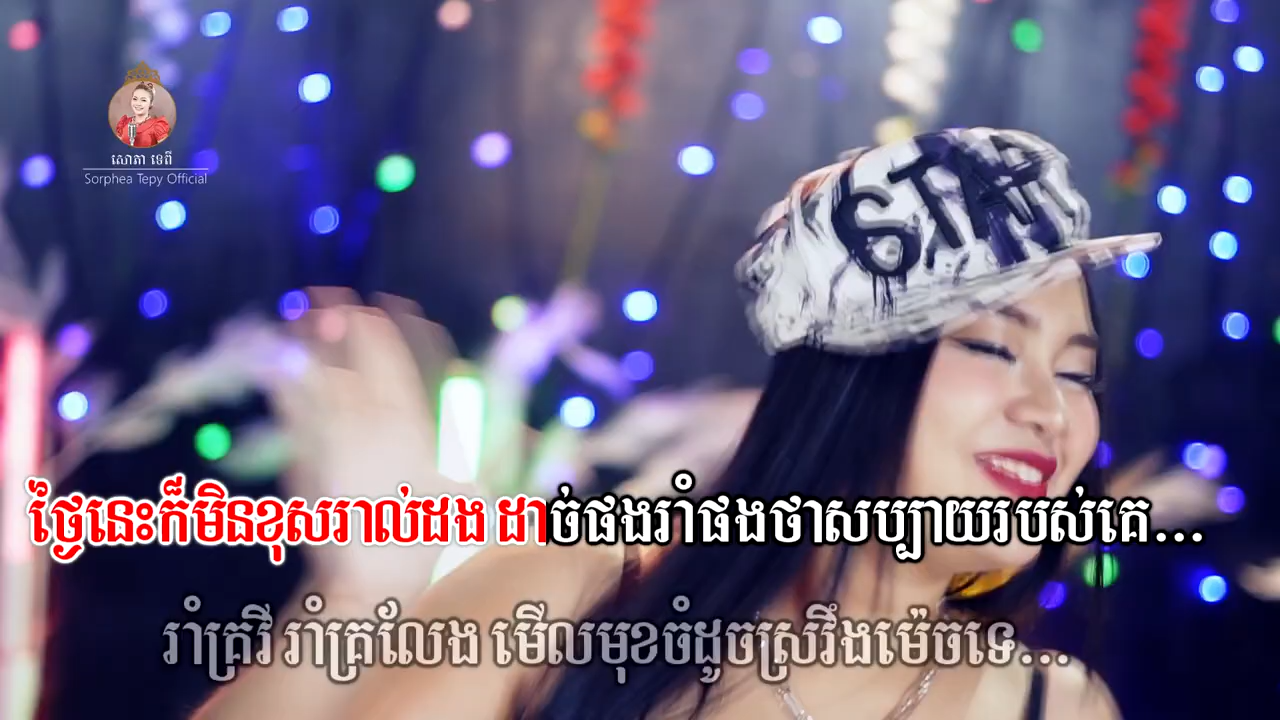 សោភា ទេពី
Sorphea Tepy Official
STAR
ថ្ងៃនេះក៏មិនខុសរាល់ដង ដាច់ផងរាំផងថាសប្បាយរបស់គេ...
រាំគ្រវី រាំគ្រលែង មើលមុខចំដូចស្រវឹងម៉េចទេ...